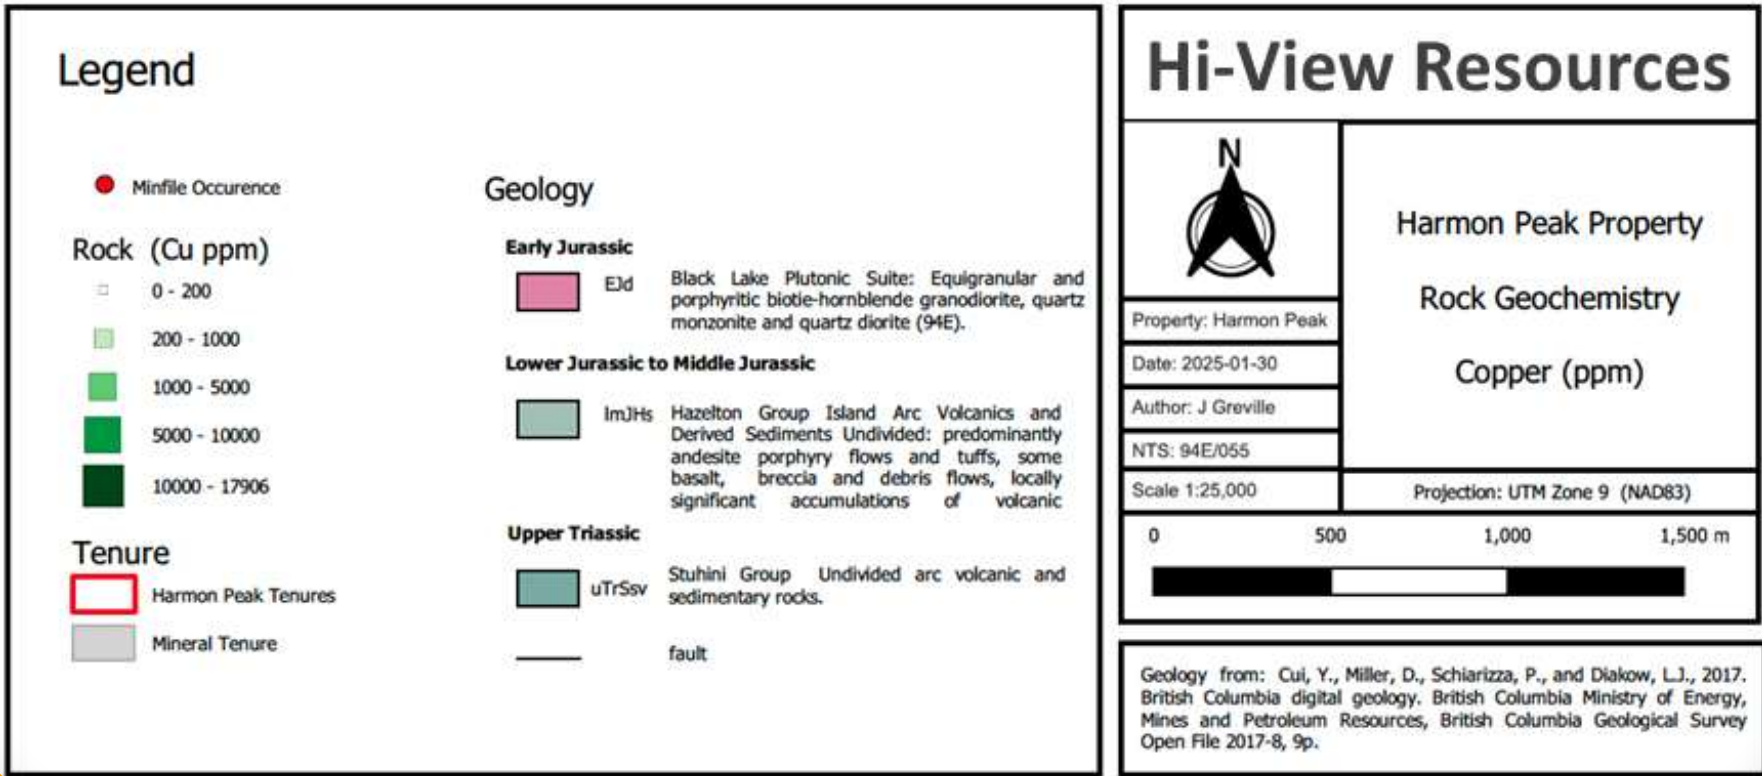 Legend
Minfile Occurence
Rock (Cu ppm)
0 - 200
200 - 1000
1000 - 5000
5000 - 10000
10000 - 17906
Tenure
Harmon Peak Tenures
Mineral Tenure
Geology
Early Jurassic
EJd
Black Lake Plutonic Suite: Equigranular and
porphyritic biotie-hornblende granodiorite, quartz
monzonite and quartz diorite (94E).
Lower Jurassic to Middle Jurassic
lmJHs
Hazelton Group Island Arc Volcanics and
Derived Sediments Undivided: predominantly
andesite porphyry flows and tuffs, some
basalt, breccia and debris flows, locally
significant accumulations of volcanic
Upper Triassic
uTrSsv
Stuhini Group Undivided arc volcanic and
sedimentary rocks.
fault
Hi-View Resources
N
Property: Harmon Peak
Date: 2025-01-30
Author: J Greville
NTS: 94E/055
Scale 1:25,000
Harmon Peak Property
Rock Geochemistry
Copper (ppm)
Projection: UTM Zone 9 (NAD83)
0 500 1,000 1,500 m
Geology from: Cui, Y., Miller, D., Schiarizza, P., and Diakow, L.J., 2017.
British Columbia digital geology. British Columbia Ministry of Energy,
Mines and Petroleum Resources, British Columbia Geological Survey
Open File 2017-8, 9p.